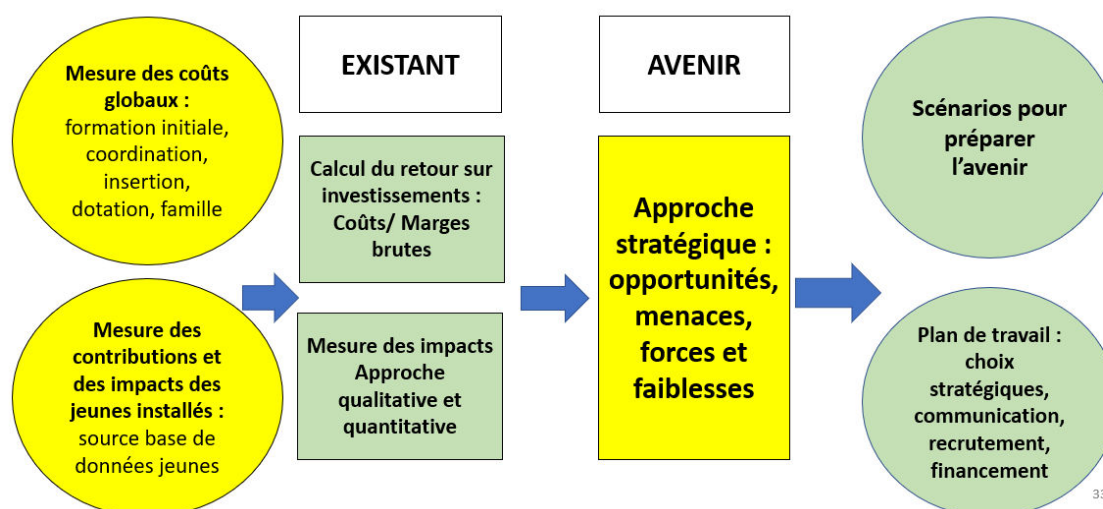 Mesure des coûts
globaux :
formation initiale,
coordination,
insertion,
dotation, famille
Mesure des
contributions et
des impacts des
jeunes installés :
source base de
données jeunes
EXISTANT
Calcul du retour sur
investissements :
Coûts/ Marges
brutes
Mesure des impacts
Approche
qualitative et
quantitative
AVENIR
Approche
stratégique :
opportunités,
menaces,
forces et
faiblesses
Scénarios pour
préparer
l’avenir
Plan de travail :
choix
stratégiques,
communication,
recrutement,
financement
33